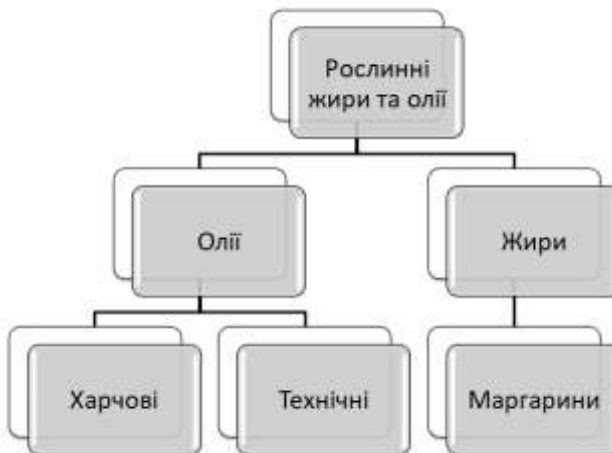 Рослинні
жири та олії
Олії
Жири
Харчові
Технічні
Маргарини